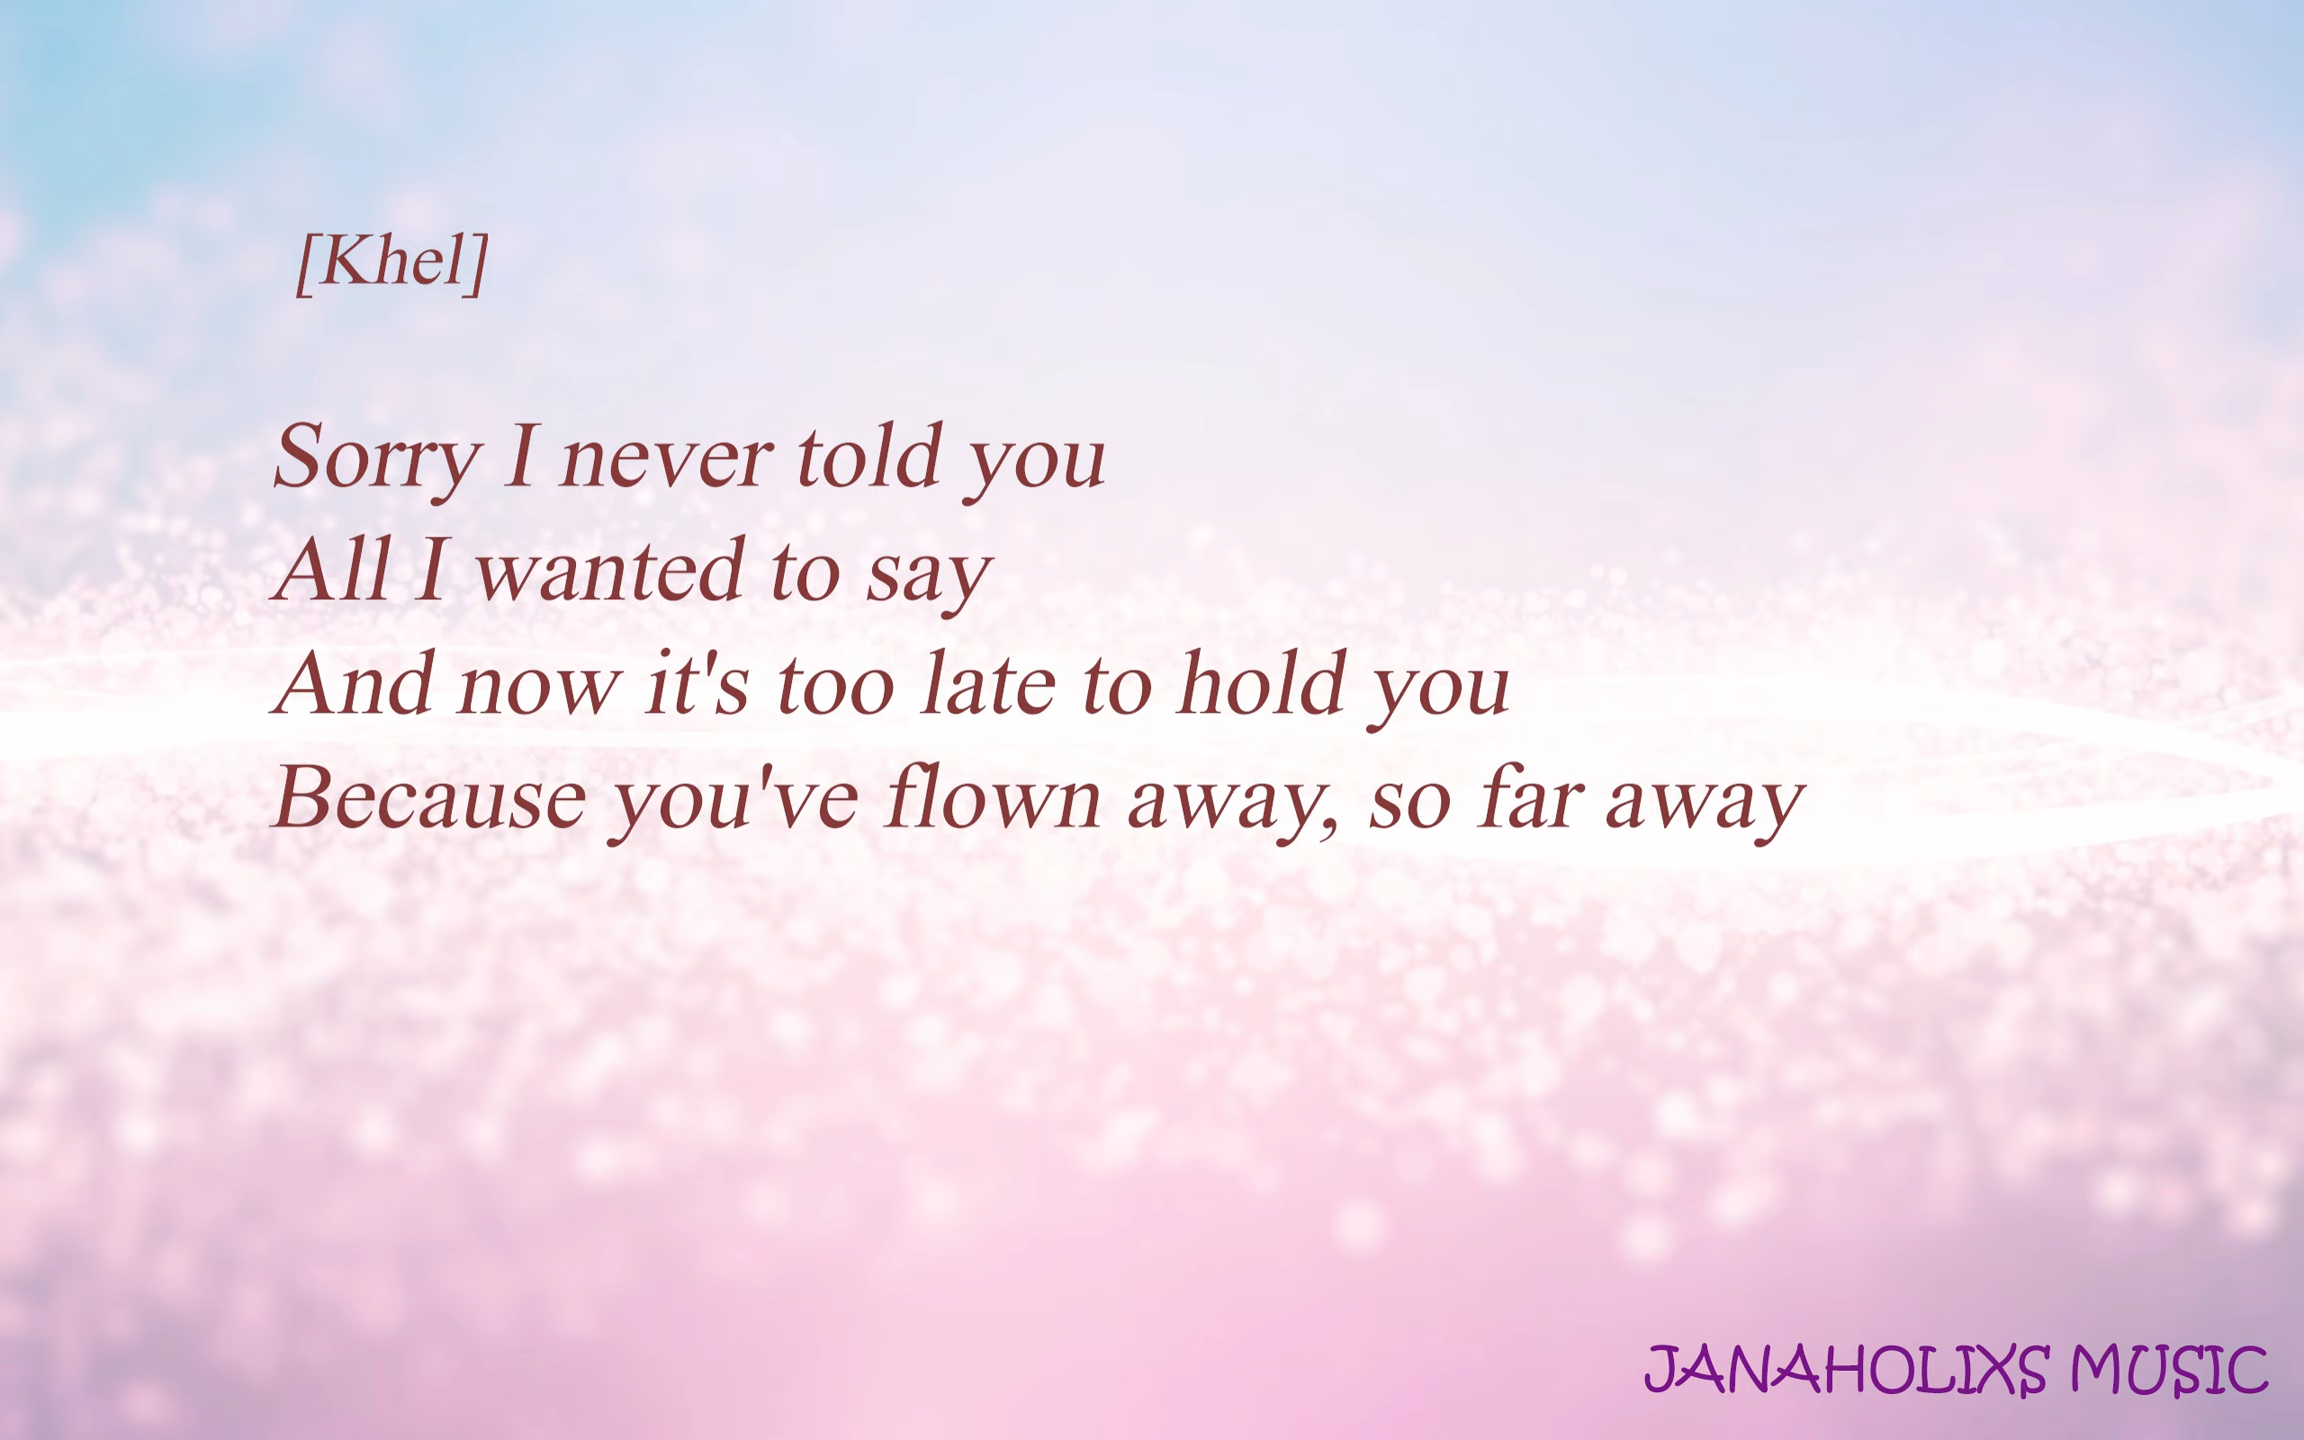 [Khel]
Sorry I never told you
All I wanted to say
And now it's too late to hold you
Because you've flown away, so far away
JANAHOLIXS MUSIC